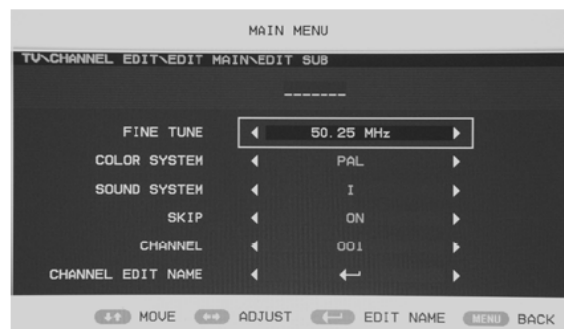 MAIN MENU
TV\CHANNEL EDIT\EDIT MAIN\EDIT SUB
-------
FINE TUNE 50.25 MHz
COLOR SYSTEM PAL
SOUND SYSTEM I
SKIP ON
CHANNEL 001
CHANNEL EDIT NAME
MOVE ADJUST EDIT NAME MENU BACK